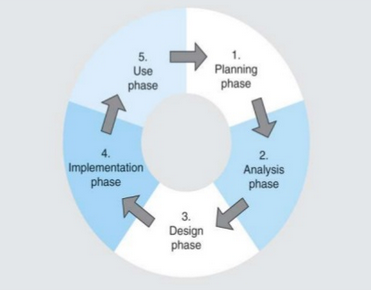 1.
Planning
phase
2.
Analysis
phase
3.
Design
phase
4.
Implementation
phase
5.
Use
phase